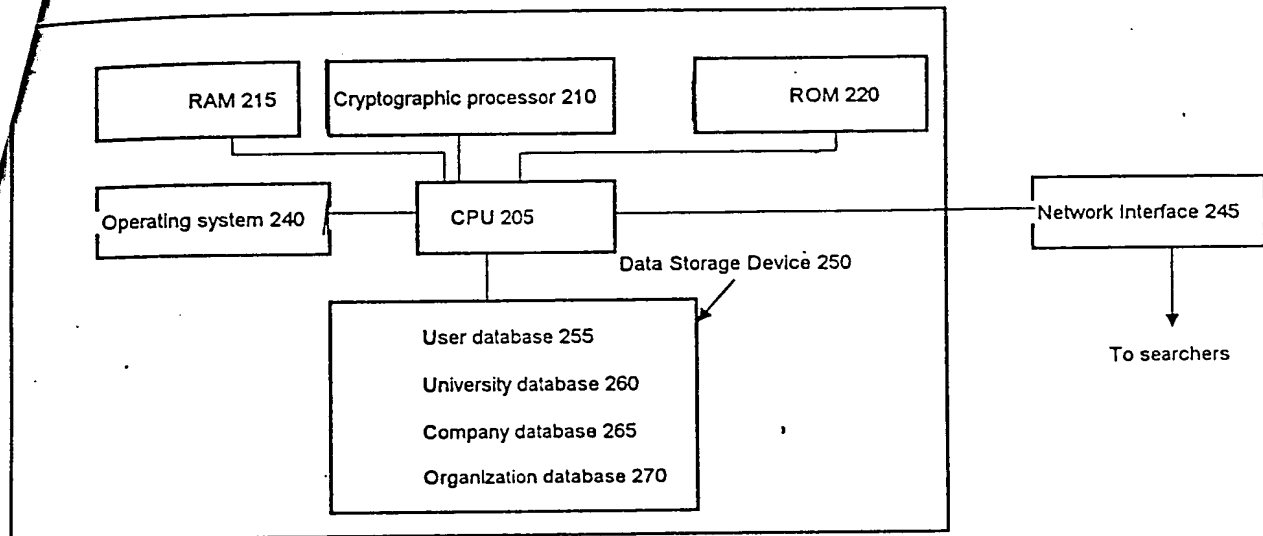 RAM 215
Cryptographic processor 210
ROM 220
Operating system 240
CPU 205
Network Interface 245
Data Storage Device 250
User database 255
University database 260
Company database 265
Organization database 270
To searchers